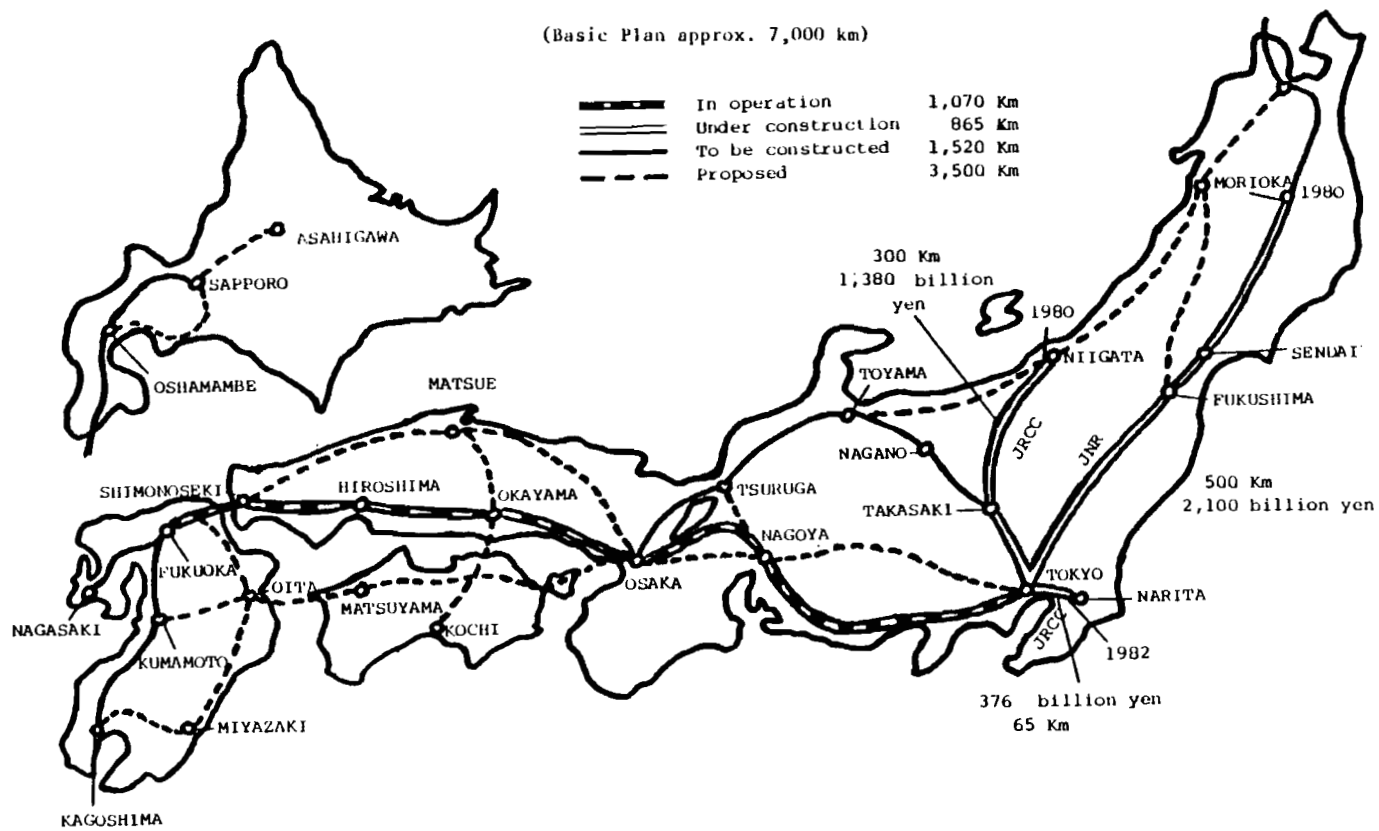 (Basic Plan approx. 7,000 km)
In operation 1,070 Km
Under construction 865 Km
To be constructed 1,520 Km
Proposed 3,500 Km
MORIOKA
1980
ASAHIGAWA
SAPPORO
300 Km
1,380 billion
yen
1980
OSHAMAMBE
NIIGATA
SENDAI
MATSUE
TOYAMA
FUKUSHIMA
JRCC
JNR
NAGANO
SHIMONOSEKI
HIROSHIMA
OKAYAMA
TSURUGA
500 Km
2,100 billion yen
TAKASAKI
NAGOYA
FUKUOKA
OITA
OSAKA
TOKYO
NARITA
MATSUYAMA
NAGASAKI
KOCHI
JRCC
1982
KUMAMOTO
376 billion yen
65 Km
MIYAZAKI
KAGOSHIMA